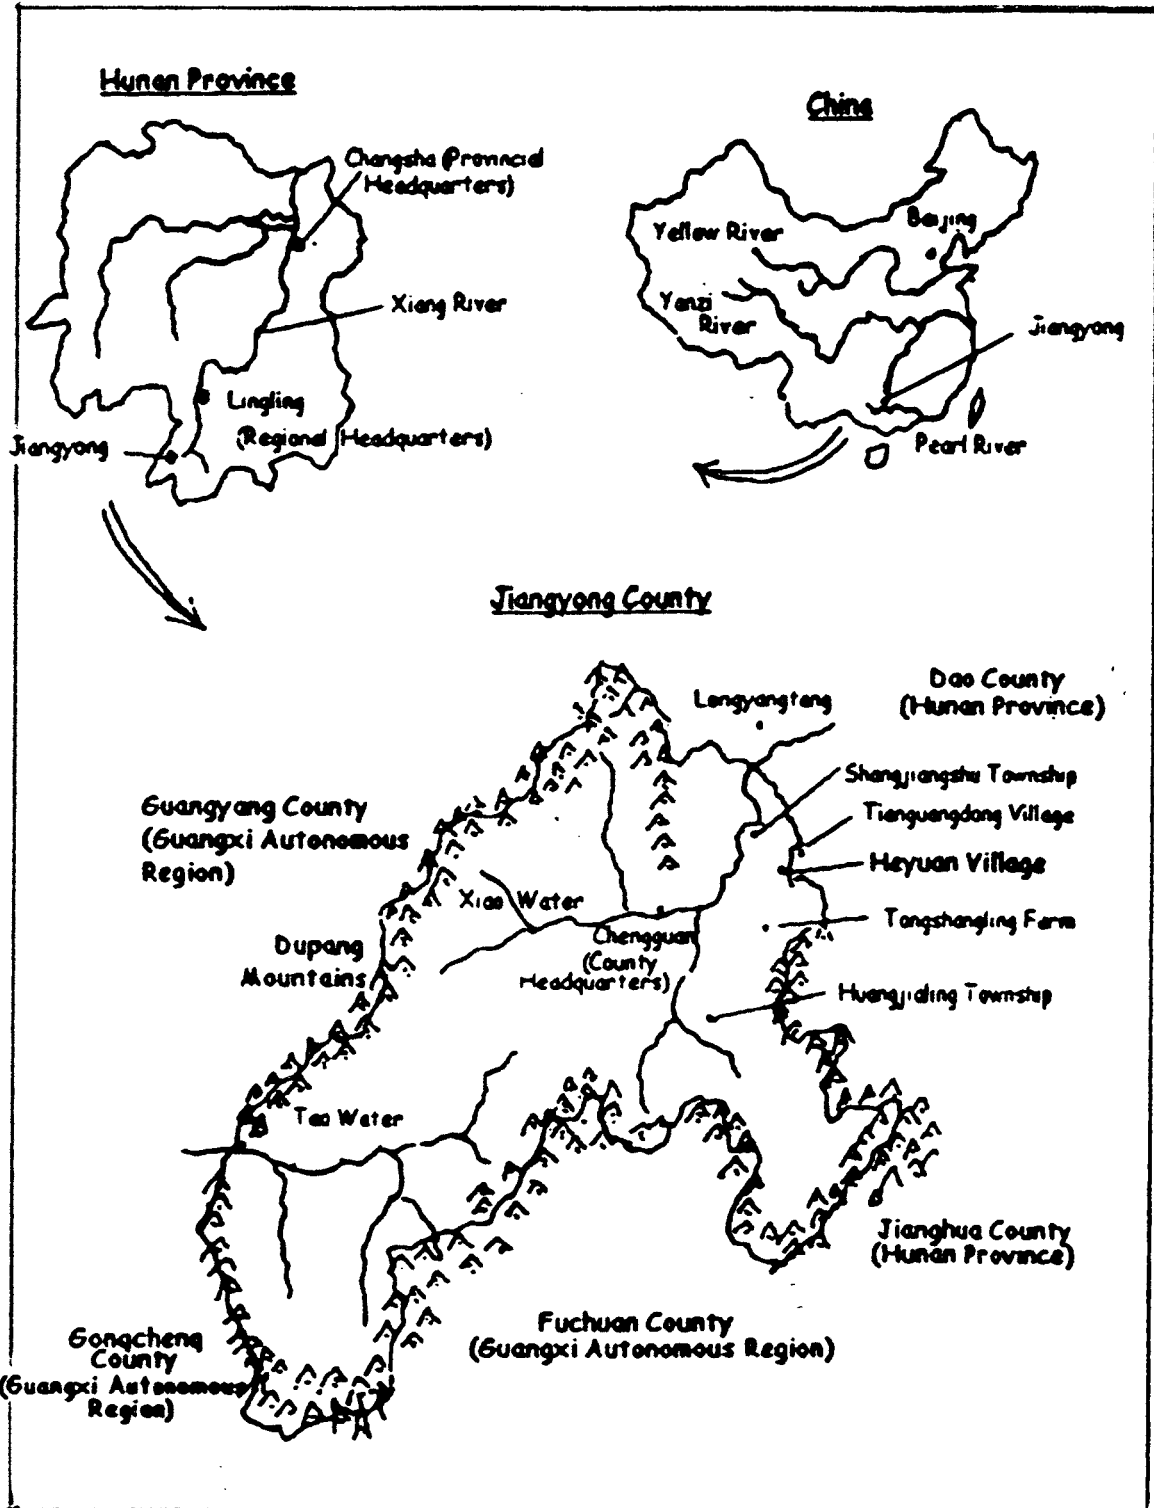 Hunan Province
Changsha (Provincial
Headquarters)
Xiang River
Lingling
(Regional Headquarters)
Jiangyong
China
Beijing
Yellow River
Yanzi
River
Jiangyong
Pearl River
Jiangyong County
Dao County
(Hunan Province)
Longyangtang
Shangjiangshu Township
Tianguangdong Village
Heyuan Village
Tongshangling Farm
Huangjialing Township
Guangyang County
(Guangxi Autonomous
Region)
Xiao Water
Chengguan
(County
Headquarters)
Dupang
Mountains
Tao Water
Jianghua County
(Hunan Province)
Fuchuan County
(Guangxi Autonomous Region)
Gongcheng
County
(Guangxi Autonomous
Region)